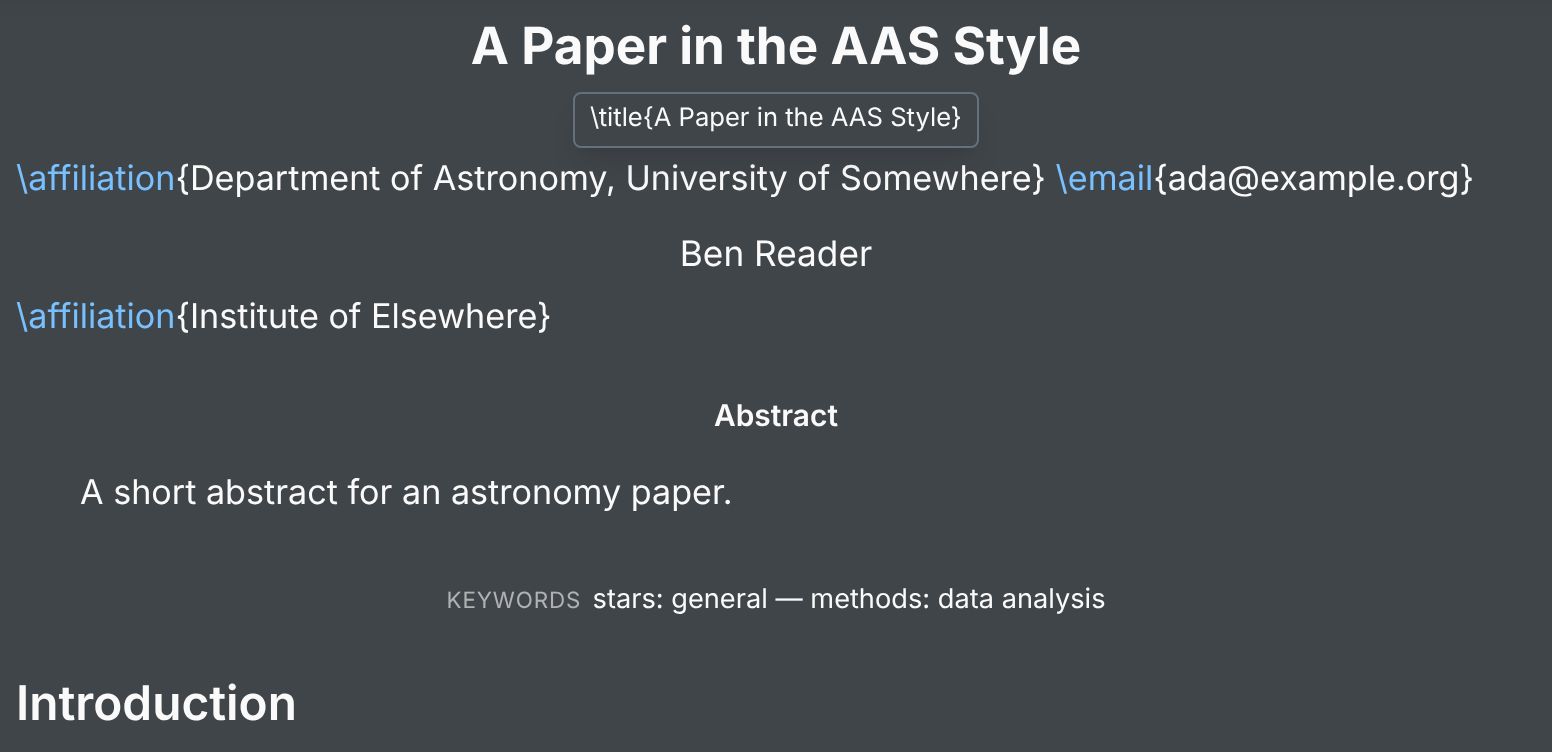 A Paper in the AAS Style
\title{A Paper in the AAS Style}
\affiliation{Department of Astronomy, University of Somewhere} \email{ada@example.org}
Ben Reader
\affiliation{Institute of Elsewhere}
Abstract
A short abstract for an astronomy paper.
KEYWORDS stars: general — methods: data analysis
Introduction